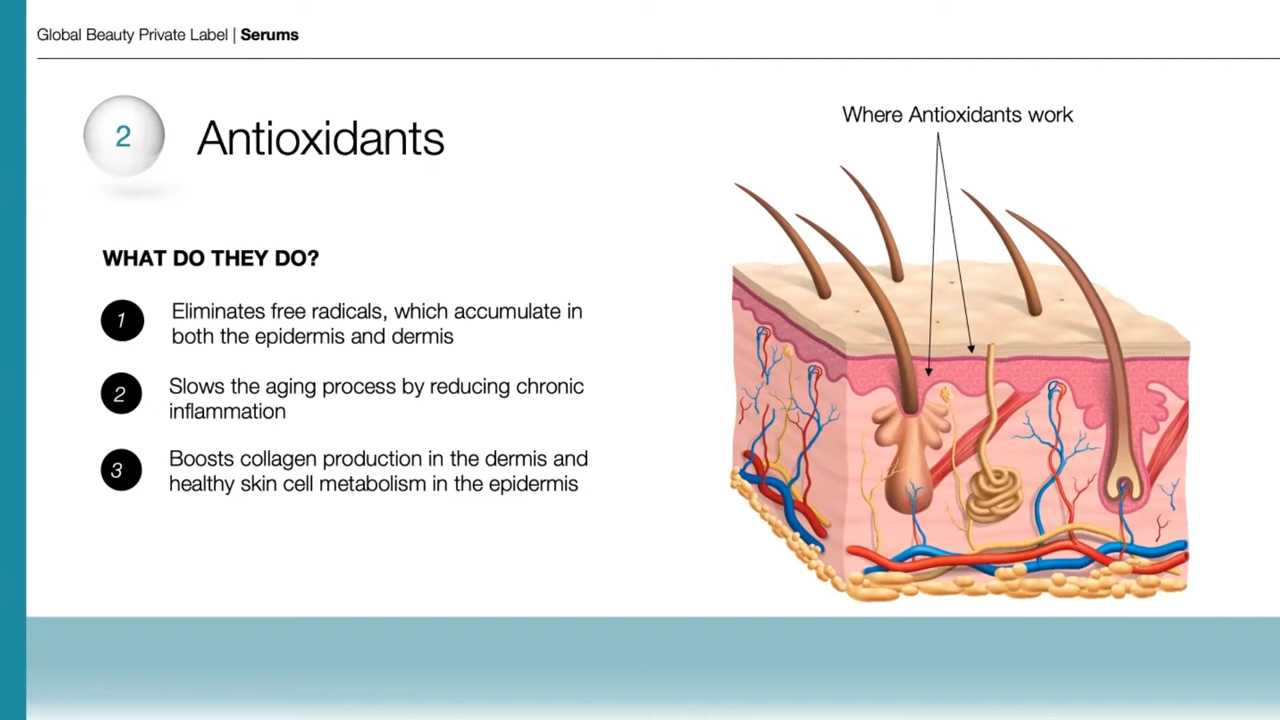 Global Beauty Private Label | Serums
2
Antioxidants
Where Antioxidants work
WHAT DO THEY DO?
1
Eliminates free radicals, which accumulate in
both the epidermis and dermis
2
Slows the aging process by reducing chronic
inflammation
3
Boosts collagen production in the dermis and
healthy skin cell metabolism in the epidermis